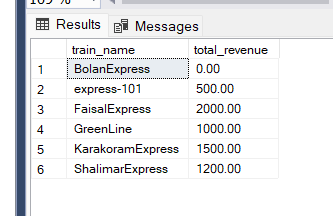 Results Messages
train_name total_revenue
1 BolanExpress 0.00
2 express-101 500.00
3 FaisalExpress 2000.00
4 GreenLine 1000.00
5 KarakoramExpress 1500.00
6 ShalimarExpress 1200.00